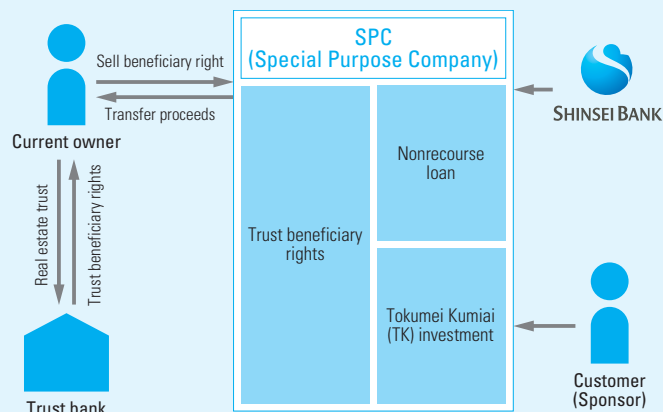 SPC
(Special Purpose Company)
Sell beneficiary right
Transfer proceeds
Current owner
Real estate trust
Trust beneficiary rights
Trust bank
Trust beneficiary
rights
Nonrecourse
loan
Tokumei Kumiai
(TK) investment
SHINSEI BANK
Customer
(Sponsor)